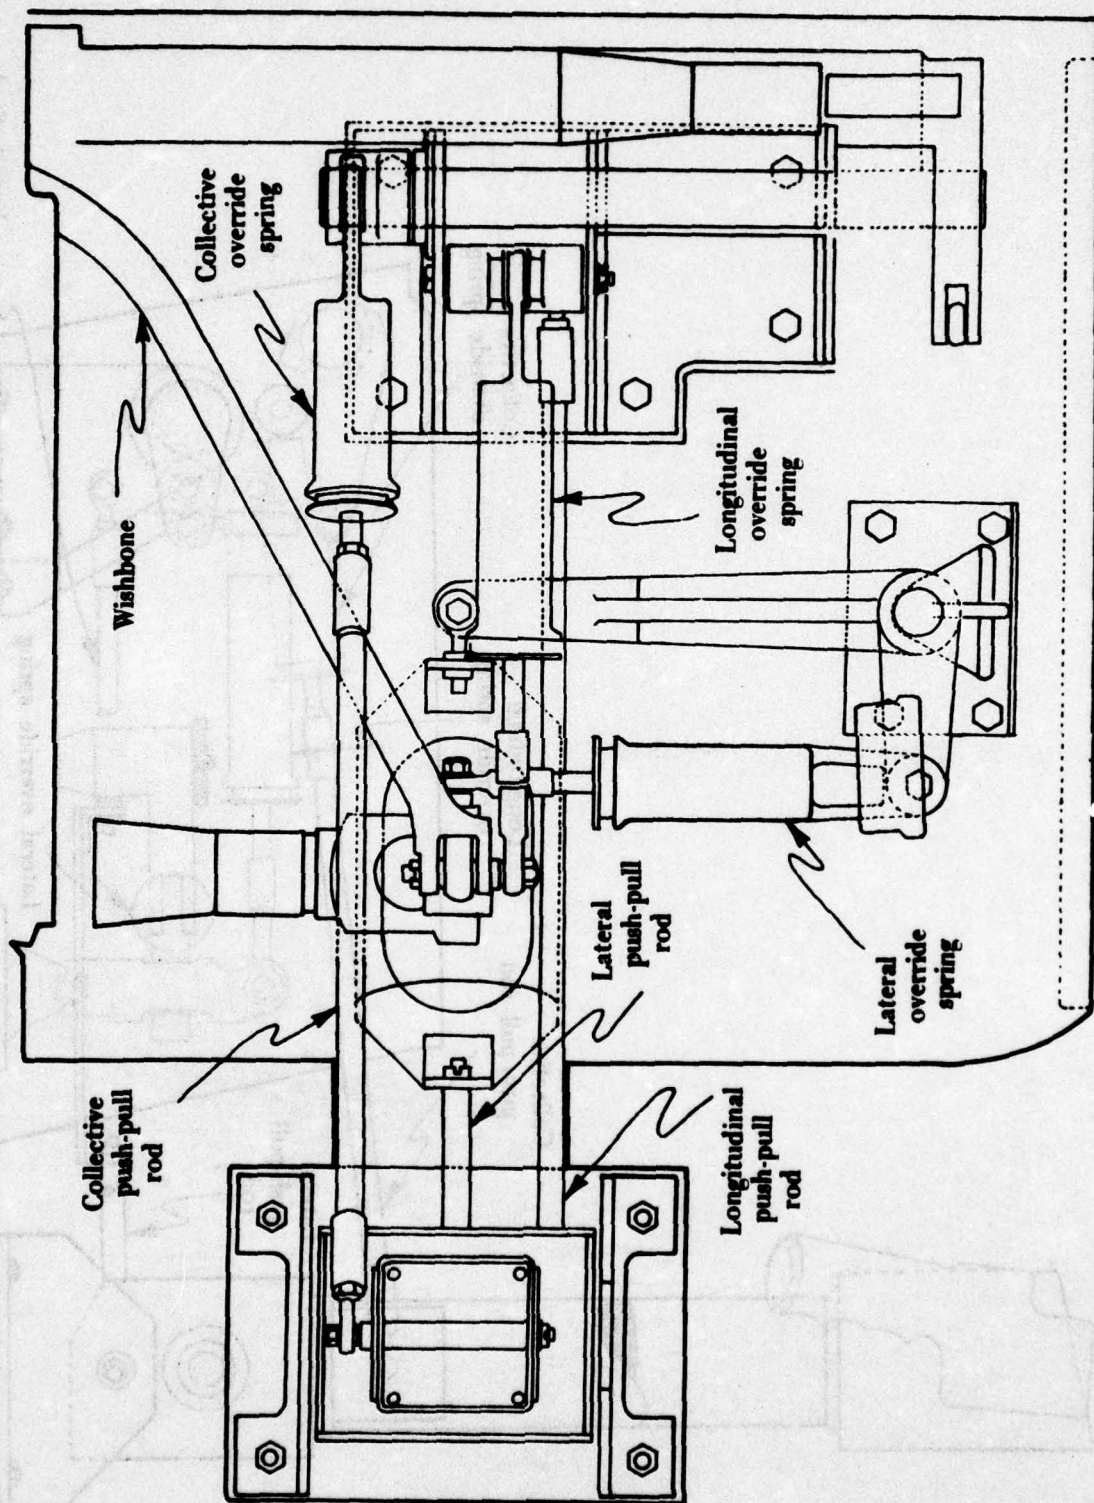 Wishbone
Collective
override
spring
Longitudinal
override
spring
Collective
push-pull
rod
Lateral
push-pull
rod
Lateral
override
spring
Longitudinal
push-pull
rod